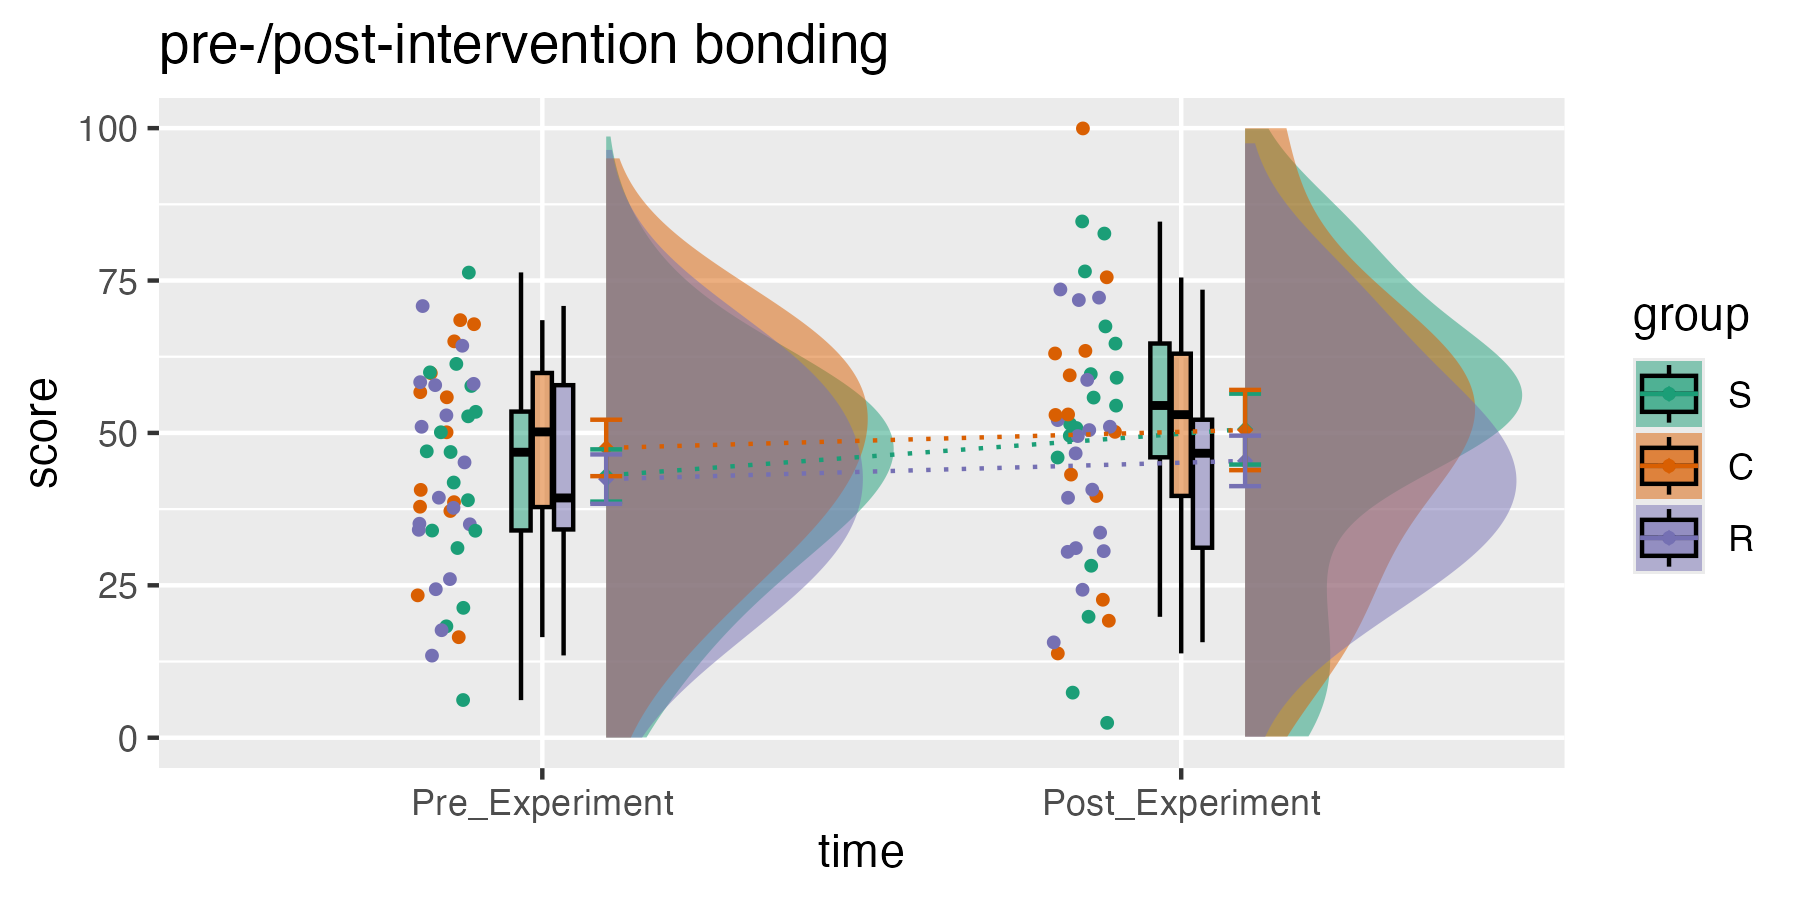 pre-/post-intervention bonding
100
75
50
25
0
score
Pre_Experiment
Post_Experiment
time
group
S
C
R